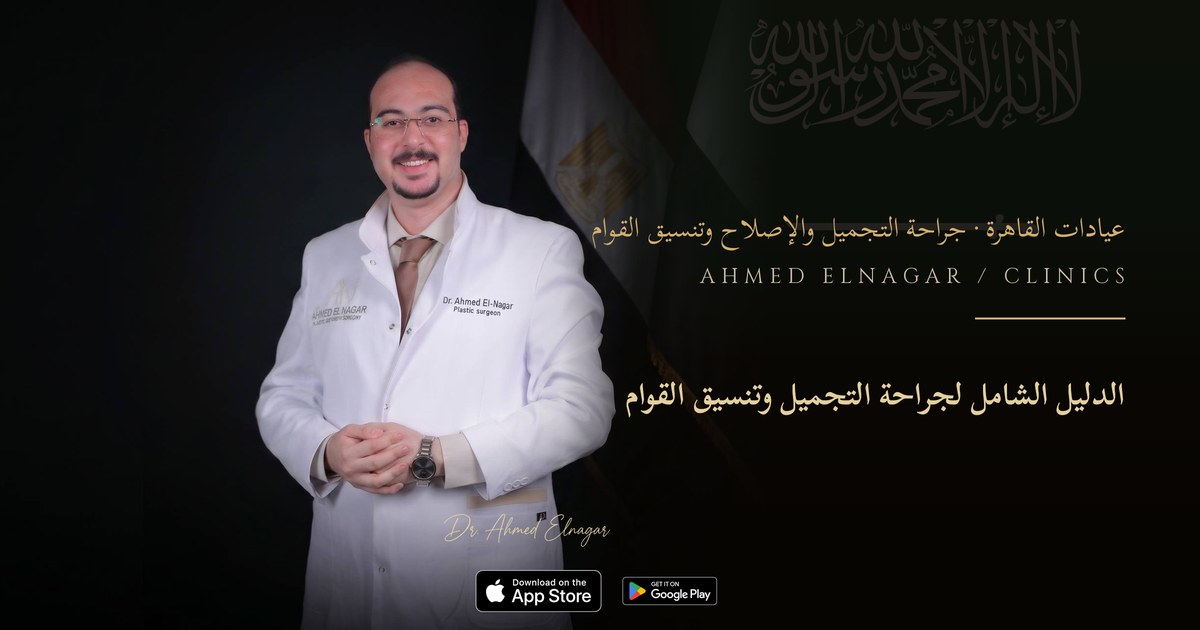 لا إله إلا الله محمد رسول الله
عيادات القاهرة · جراحة التجميل والإصلاح وتنسيق القوام
AHMED ELNAGAR / CLINICS
الدليل الشامل لجراحة التجميل وتنسيق القوام
Dr. Ahmed El-Nagar
Plastic surgeon
AHMED ELNAGAR
Dr. Ahmed Elnagar
Download on the
App Store
GET IT ON
Google Play